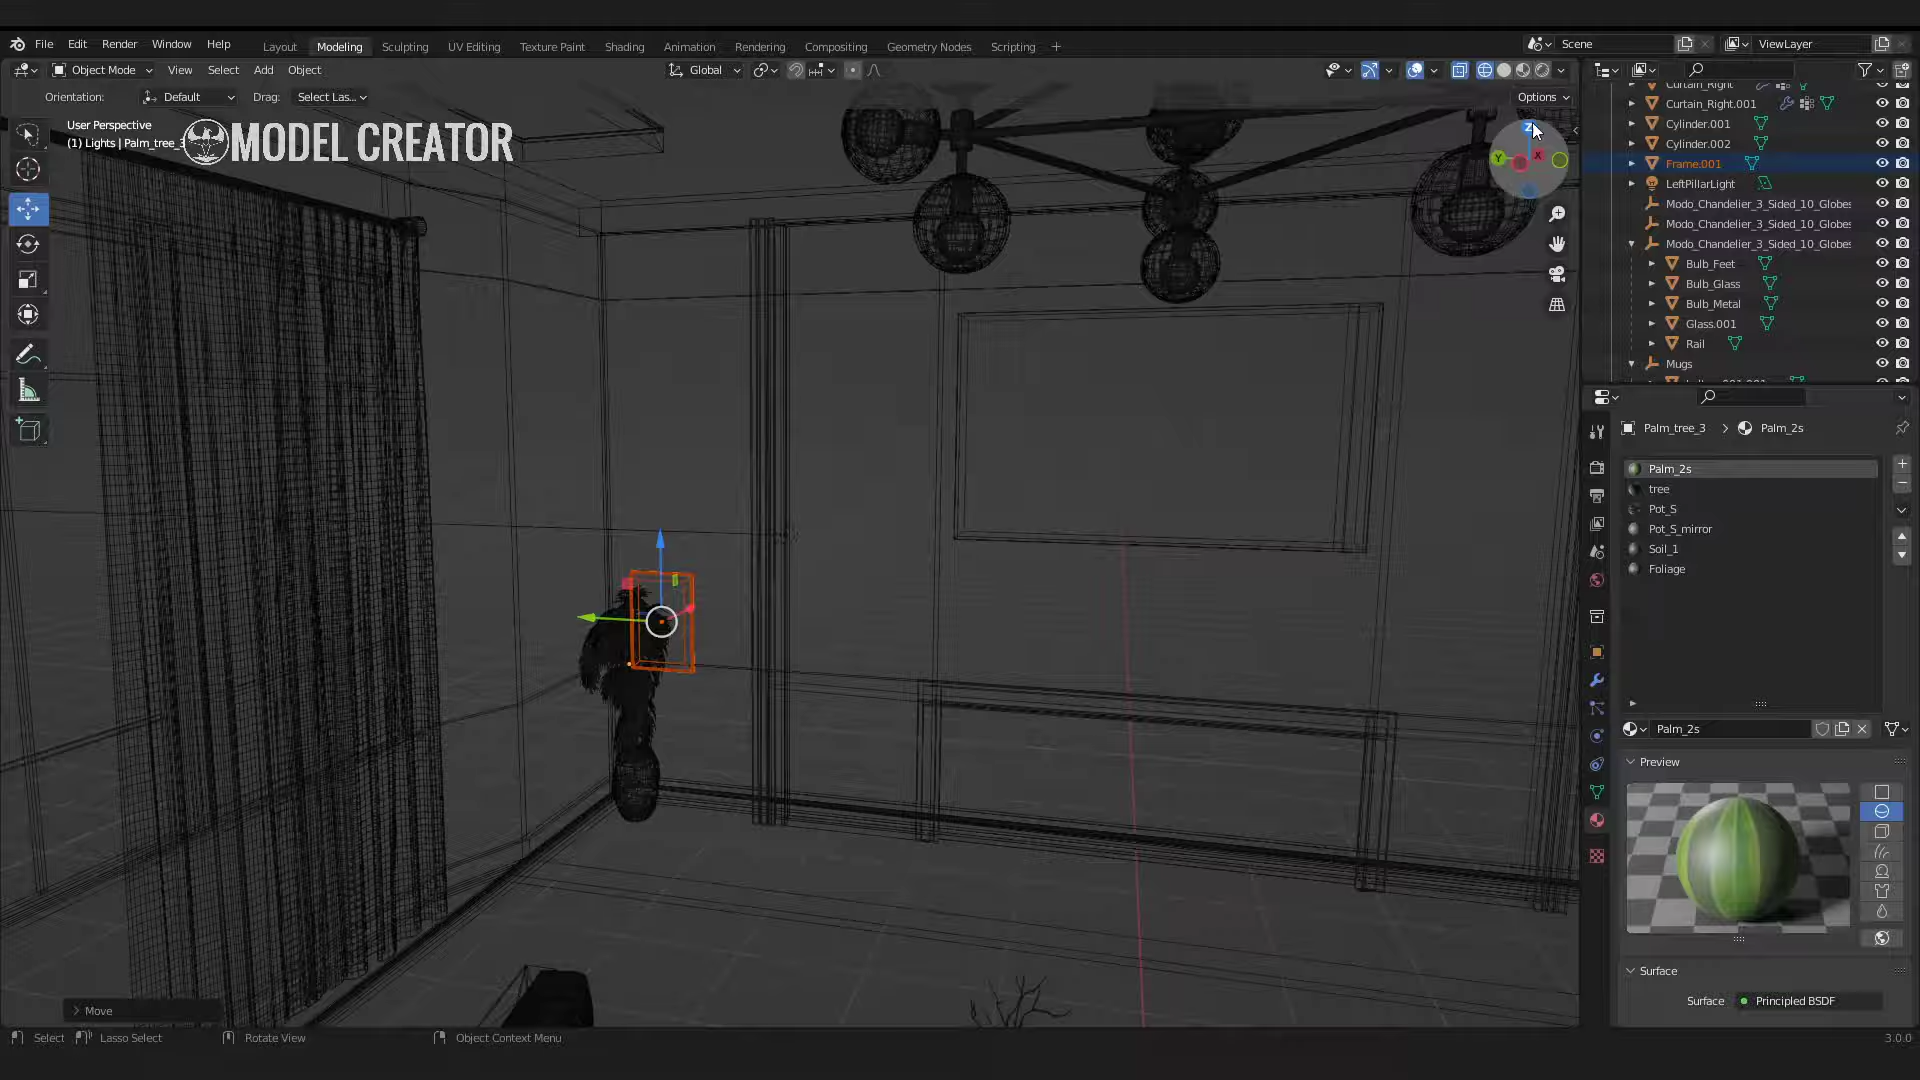 File Edit Render Window Help Layout Modeling Sculpting UV Editing Texture Paint Shading Animation Rendering Compositing Geometry Nodes Scripting + Scene ViewLayer
Object Mode View Select Add Object Global
Orientation: Default Drag: Select Las... Options
User Perspective
(1) Lights | Palm_tree_3
MODEL CREATOR
Z
Y
X
Curtain_Right
Curtain_Right.001
Cylinder.001
Cylinder.002
Frame.001
LeftPillarLight
Modo_Chandelier_3_Sided_10_Globes
Modo_Chandelier_3_Sided_10_Globes
Modo_Chandelier_3_Sided_10_Globes
Bulb_Feet
Bulb_Glass
Bulb_Metal
Glass.001
Rail
Mugs
Palm_tree_3 > Palm_2s
Palm_2s
tree
Pot_S
Pot_S_mirror
Soil_1
Foliage
Palm_2s
Preview
Surface
Surface Principled BSDF
Move
Select Lasso Select Rotate View Object Context Menu 3.0.0